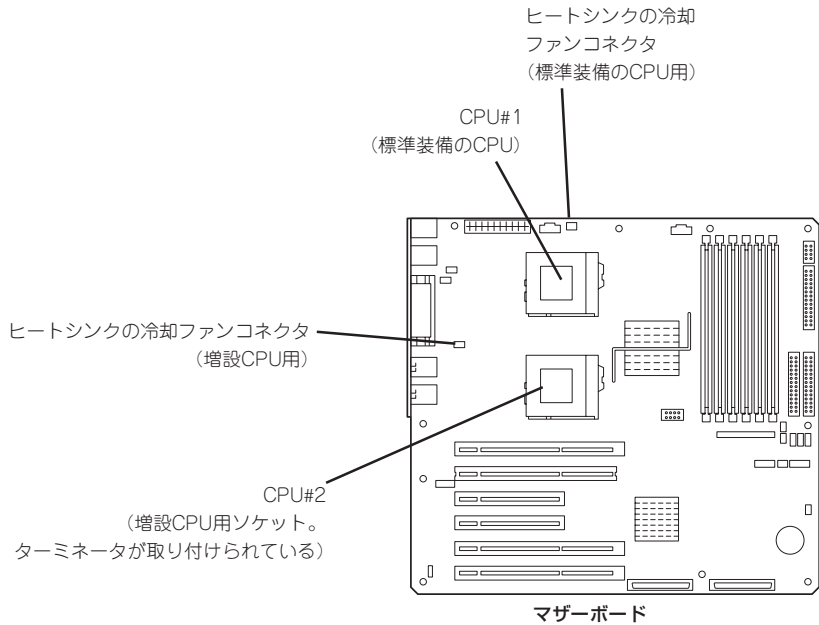 ヒートシンクの冷却
ファンコネクタ
（標準装備のCPU用）
CPU#1
（標準装備のCPU）
ヒートシンクの冷却ファンコネクタ
（増設CPU用）
CPU#2
（増設CPU用ソケット。
ターミネータが取り付けられている）
マザーボード